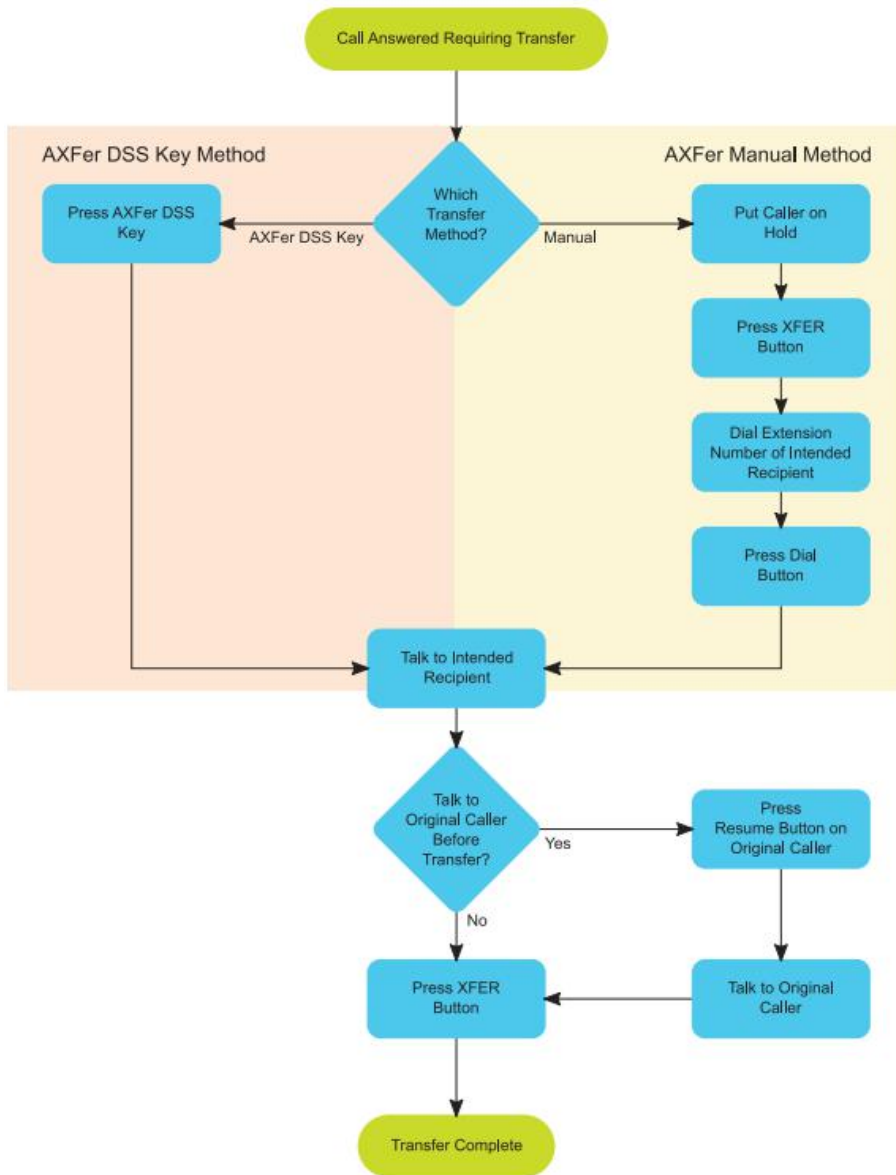 Call Answered Requiring Transfer
AXFer DSS Key Method
AXFer Manual Method
Which
Transfer
Method?
Press AXFer DSS
Key
AXFer DSS Key
Manual
Put Caller on
Hold
Press XFER
Button
Dial Extension
Number of Intended
Recipient
Press Dial
Button
Talk to Intended
Recipient
Talk to
Original Caller
Before
Transfer?
Yes
Press
Resume Button on
Original Caller
No
Press XFER
Button
Talk to Original
Caller
Transfer Complete